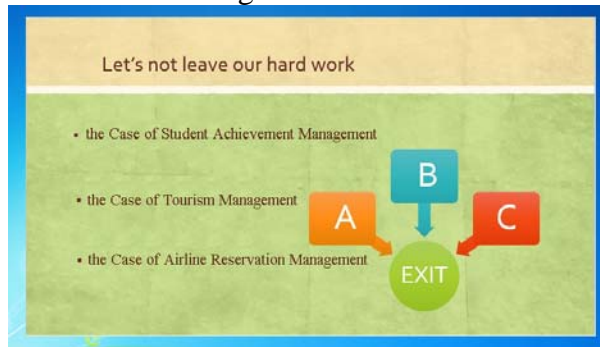 Let's not leave our hard work
• the Case of Student Achievement Management
B
• the Case of Tourism Management
A
C
• the Case of Airline Reservation Management
EXIT